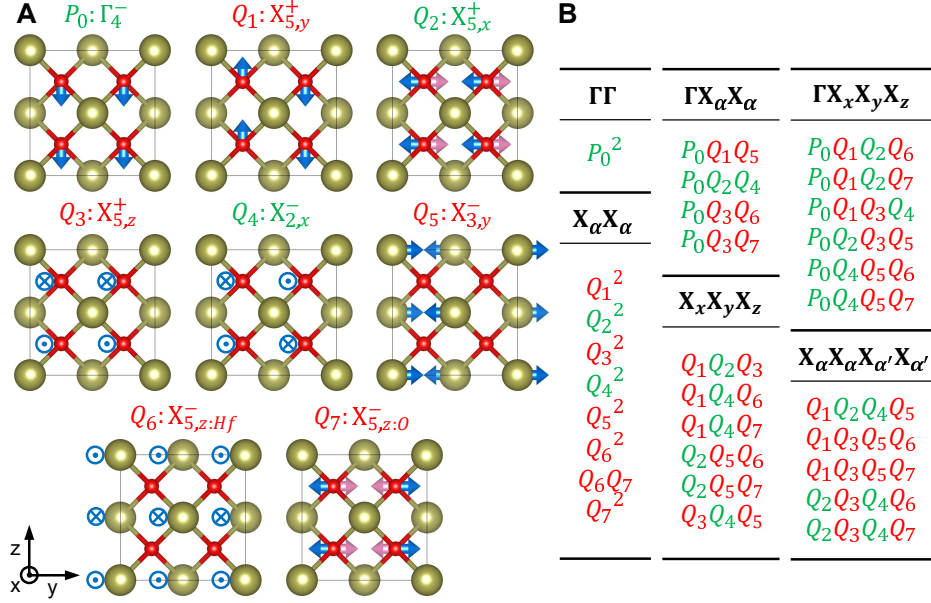 A
P₀: Γ₄⁻
Q₁: X₅,y⁺
Q₂: X₅,x⁺
Q₃: X₅,z⁺
Q₄: X₂,x⁻
Q₅: X₃,y⁻
Q₆: X₅,z:Hf⁻
Q₇: X₅,z:O⁻
z
x
y
B
ΓΓ
P₀²
XαXα
Q₁²
Q₂²
Q₃²
Q₄²
Q₅²
Q₆²
Q₆Q₇
Q₇²
ΓXαXα
P₀Q₁Q₅
P₀Q₂Q₄
P₀Q₃Q₆
P₀Q₃Q₇
XxXyXz
Q₁Q₂Q₃
Q₁Q₄Q₆
Q₁Q₄Q₇
Q₂Q₅Q₆
Q₂Q₅Q₇
Q₃Q₄Q₅
ΓXxXyXz
P₀Q₁Q₂Q₆
P₀Q₁Q₂Q₇
P₀Q₁Q₃Q₄
P₀Q₂Q₃Q₅
P₀Q₄Q₅Q₆
P₀Q₄Q₅Q₇
XαXαXα′Xα′
Q₁Q₂Q₄Q₅
Q₁Q₃Q₅Q₆
Q₁Q₃Q₅Q₇
Q₂Q₃Q₄Q₆
Q₂Q₃Q₄Q₇